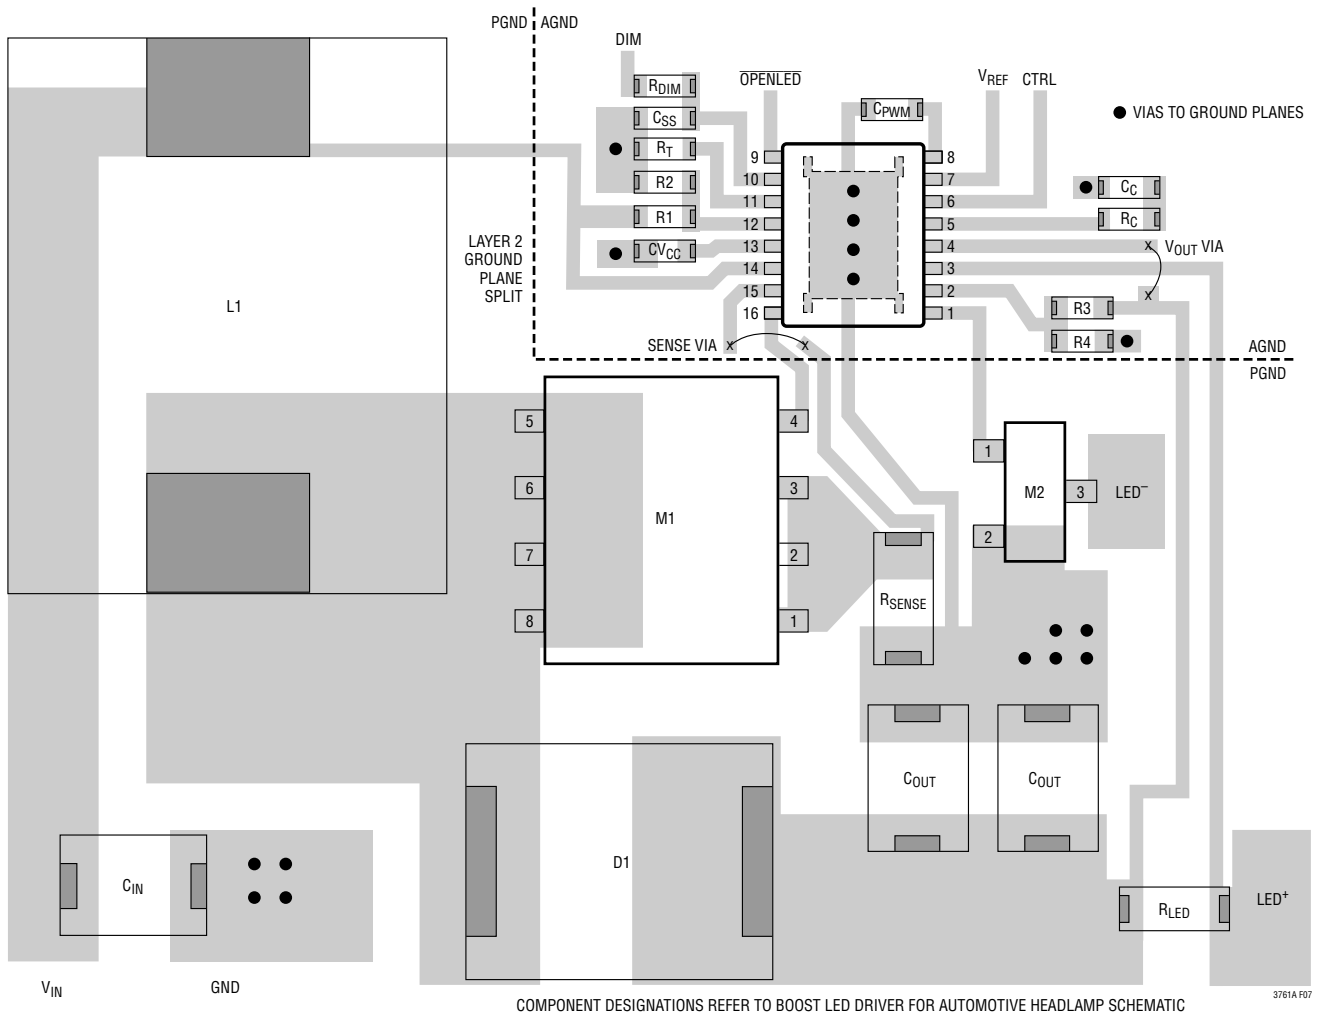 PGND AGND
DIM
RDIM
OPENLED
CPWM
VREF CTRL
VIAS TO GROUND PLANES
CSS
RT
R2
R1
CVCC
9
10
11
12
13
14
15
16
8
7
6
5
4
3
2
1
CC
RC
x VOUT VIA
x
R3
R4
LAYER 2
GROUND
PLANE
SPLIT
SENSE VIA x x
AGND
PGND
L1
5
6
7
8
M1
4
3
2
1
1
2
M2
3
LED−
RSENSE
COUT
COUT
D1
CIN
RLED
LED+
VIN
GND
COMPONENT DESIGNATIONS REFER TO BOOST LED DRIVER FOR AUTOMOTIVE HEADLAMP SCHEMATIC
3761A F07